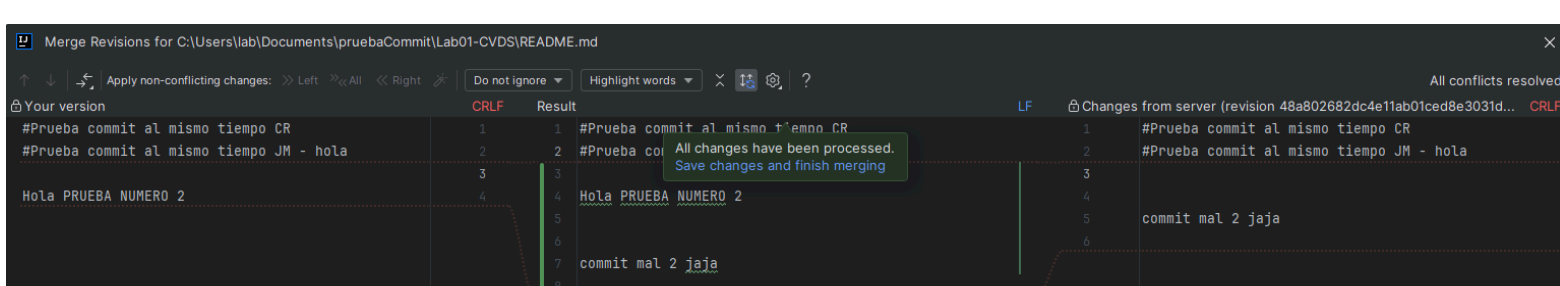 Merge Revisions for C:\Users\lab\Documents\pruebaCommit\Lab01-CVDS\README.md
Apply non-conflicting changes: Left All Right Do not ignore Highlight words ? All conflicts resolved
Your version CRLF Result LF Changes from server (revision 48a802682dc4e11ab01ced8e3031d... CRLF
#Prueba commit al mismo tiempo CR 1 1 #Prueba commit al mismo tiempo CR 1 #Prueba commit al mismo tiempo CR
#Prueba commit al mismo tiempo JM - hola 2 2 #Prueba co 2 #Prueba commit al mismo tiempo JM - hola
All changes have been processed.
Save changes and finish merging
3 3 3
Hola PRUEBA NUMERO 2 4 4 Hola PRUEBA NUMERO 2 4
5 5 commit mal 2 jaja
6 6
7 commit mal 2 jaja
8